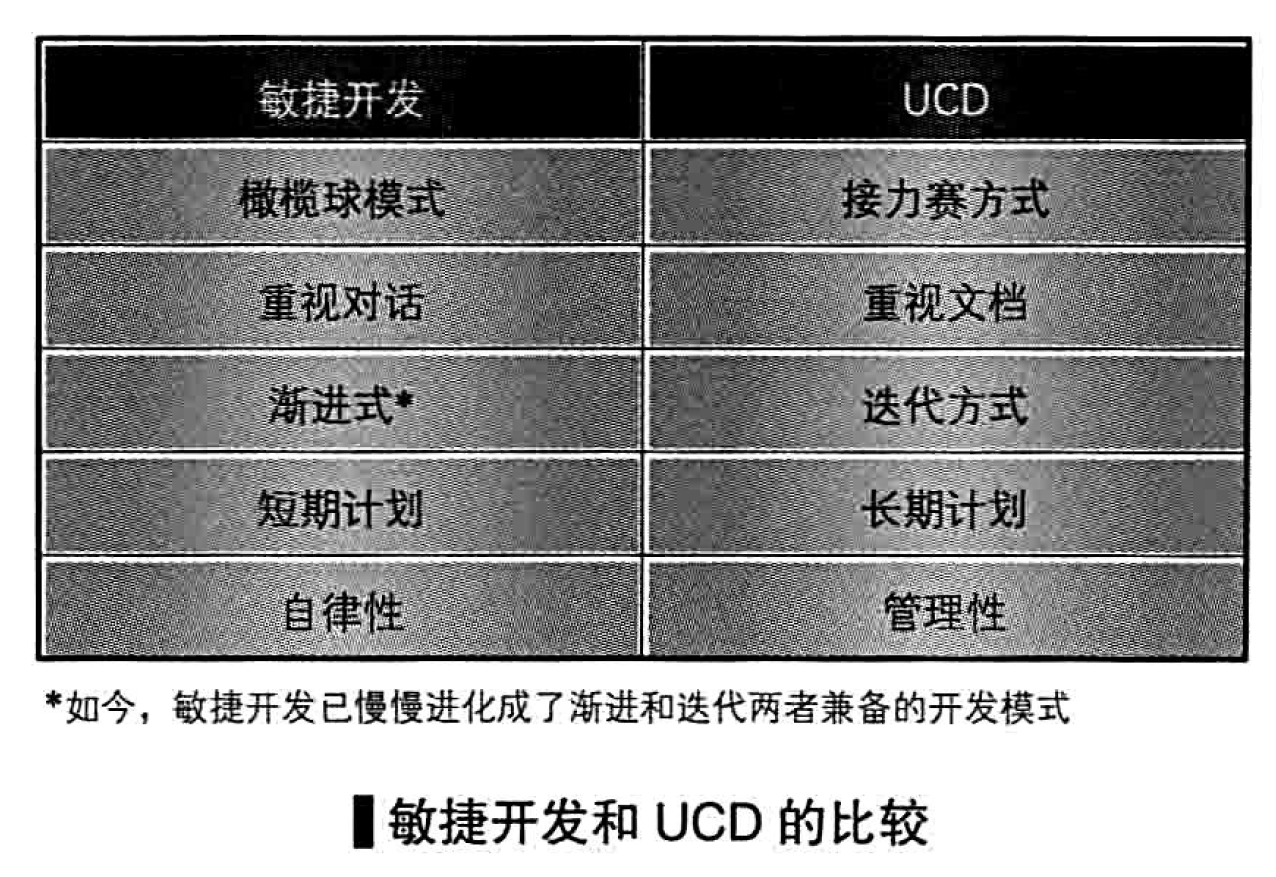 敏捷开发 UCD
橄榄球模式 接力赛方式
重视对话 重视文档
渐进式* 迭代方式
短期计划 长期计划
自律性 管理性
*如今，敏捷开发已慢慢进化成了渐进和迭代两者兼备的开发模式
敏捷开发和 UCD 的比较